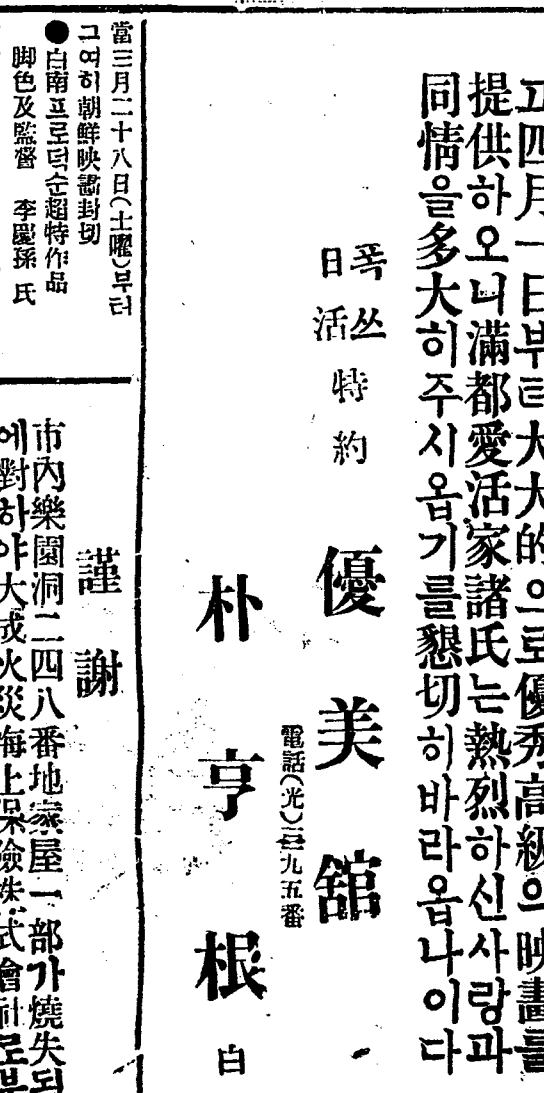 고四月一日부터大大的으로優秀高級의映畵를
提供하오니滿都愛活家諸氏는熱烈하신사랑과
同情을多大히주시옵기를懇切히바라옵나이다
폭쓰
日活
特約
優美舘
電話(光)三九五番
朴亨根
白
當三月二十八日(土曜)부터
그여히朝鮮映畵封切
●白南프로덕순超特作品
脚色及監督 李慶孫 氏
謹謝
市內樂園洞二四八番地家屋一部가燒失되
에對하야大成火災海上保險株式會社로부